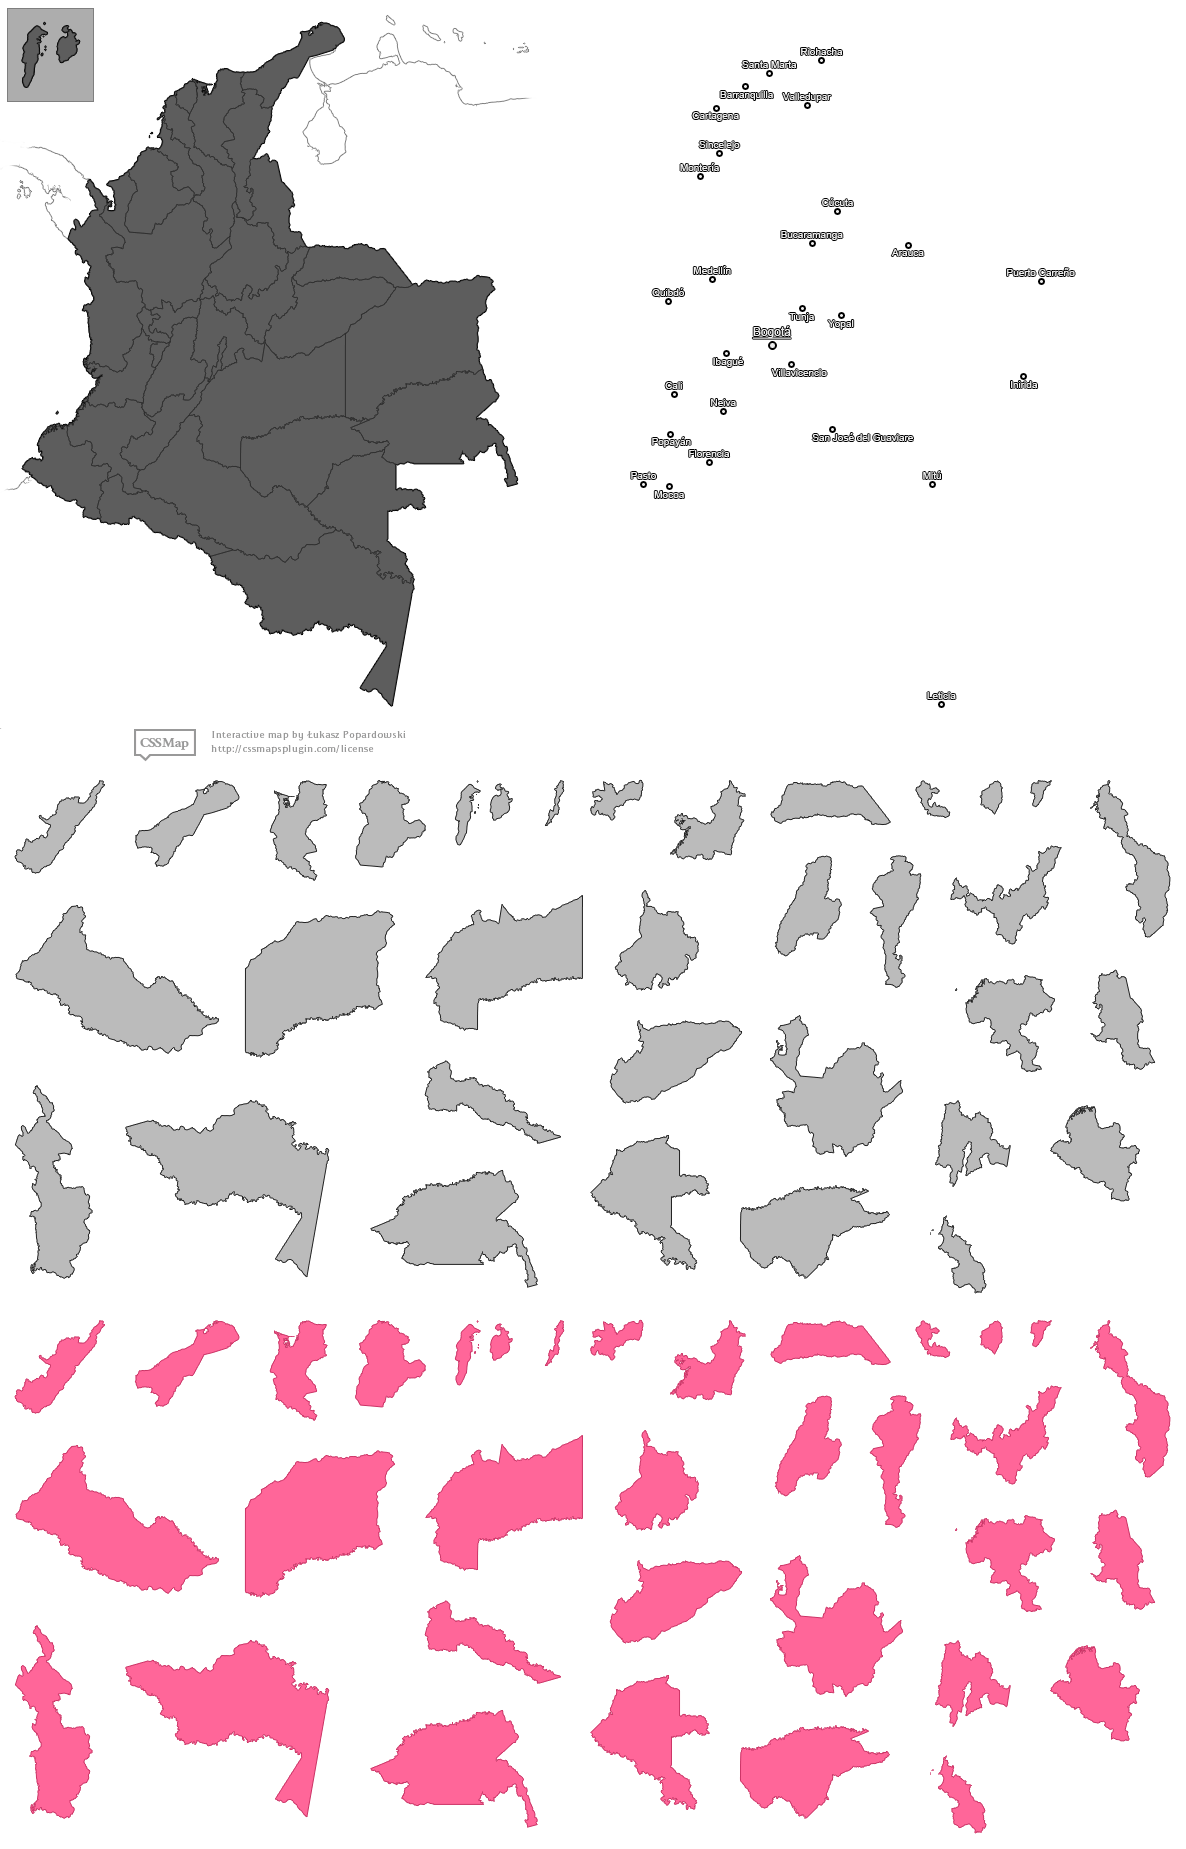 Riohacha
Santa Marta
Barranquilla
Valledupar
Cartagena
Sincelejo
Montería
Cúcuta
Bucaramanga
Arauca
Medellín
Puerto Carreño
Quibdó
Tunja
Yopal
Bogotá
Ibagué
Villavicencio
Cali
Inírida
Neiva
Popayán
San José del Guaviare
Florencia
Pasto
Mitú
Mocoa
Leticia
CSSMap
Interactive map by Łukasz Popardowski
http://cssmapsplugin.com/license